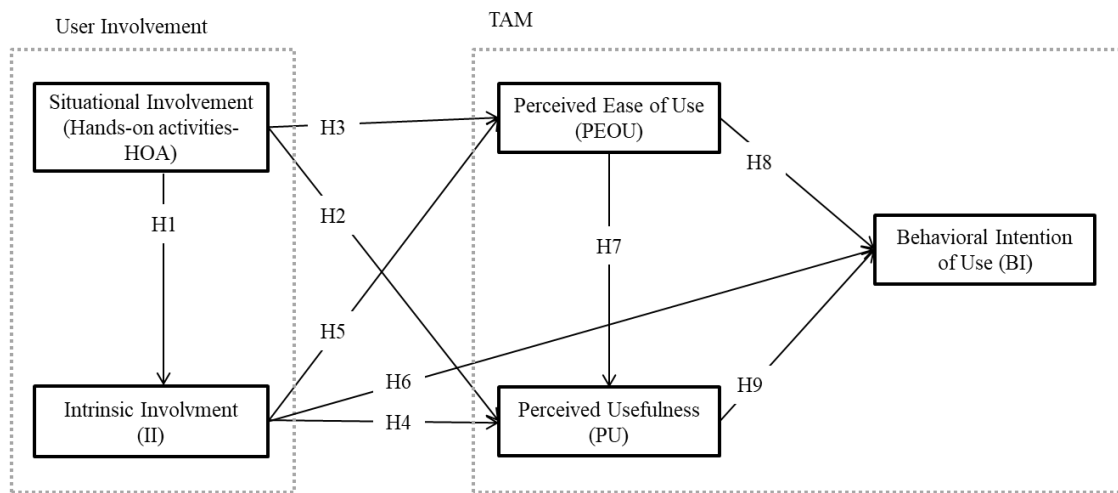 User Involvement
TAM
Situational Involvement
(Hands-on activities-
HOA)
Perceived Ease of Use
(PEOU)
H3
H8
H2
H1
H7
Behavioral Intention
of Use (BI)
H5
H6
H9
H4
Intrinsic Involvment
(II)
Perceived Usefulness
(PU)